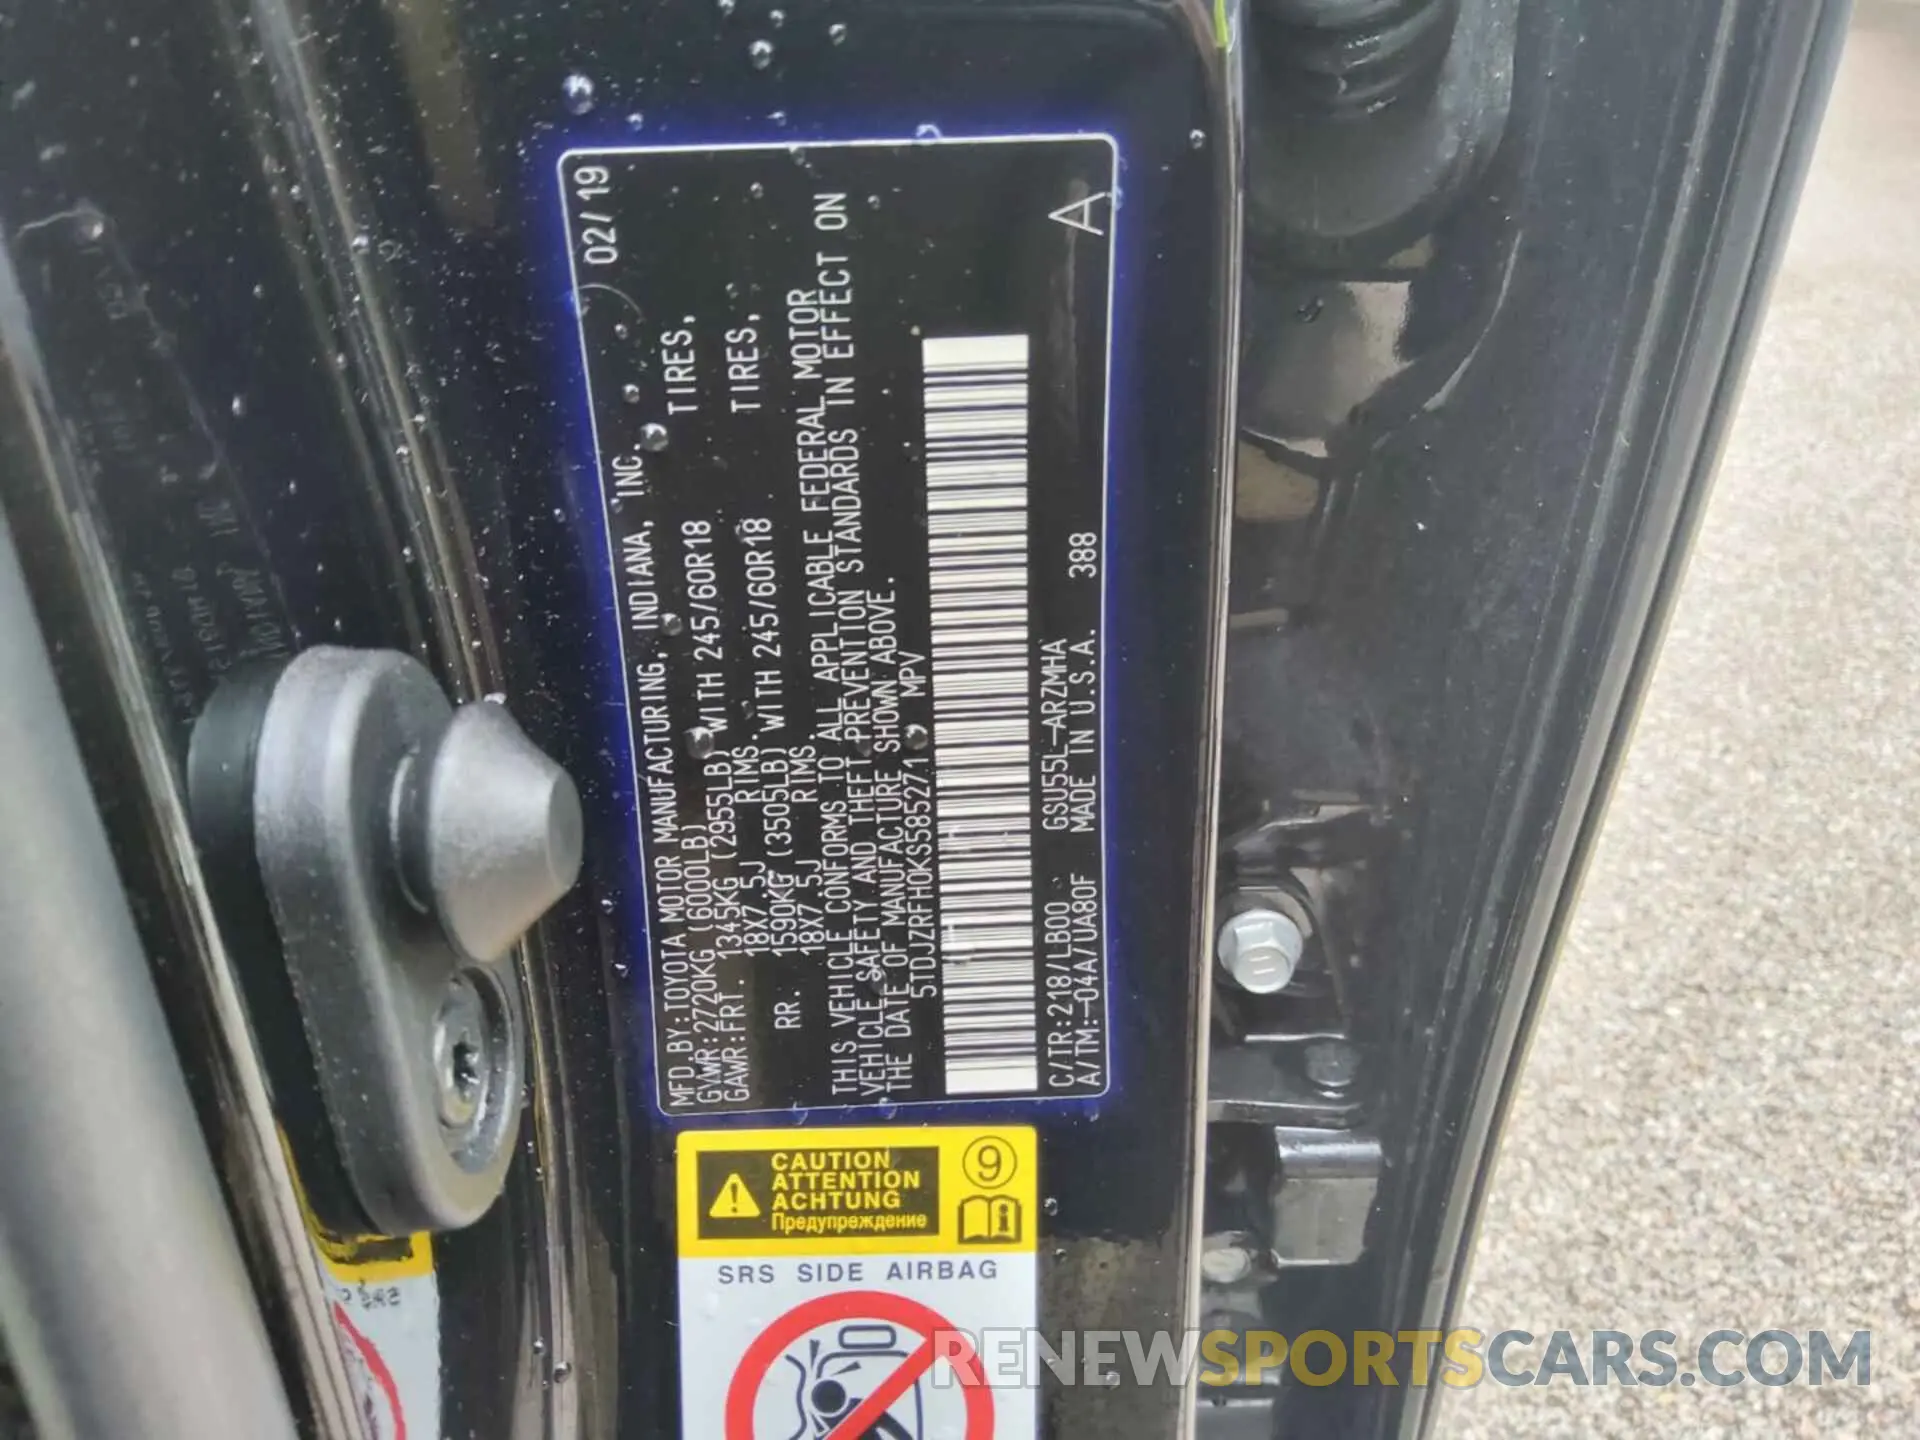 02/19
MFD.BY:TOYOTA MOTOR MANUFACTURING, INDIANA, INC.
GVWR:2720KG (6000LB)
GAWR:FRT. 1345KG (2955LB) WITH 245/60R18 TIRES,
18X7.5J RIMS.
RR. 1590KG (3505LB) WITH 245/60R18 TIRES,
18X7.5J RIMS.
THIS VEHICLE CONFORMS TO ALL APPLICABLE FEDERAL MOTOR
VEHICLE SAFETY AND THEFT PREVENTION STANDARDS IN EFFECT ON
THE DATE OF MANUFACTURE SHOWN ABOVE.
5TDJZRFH0KS585271 MPV
C/TR:218/LB00 GSU55L-ARZMHA
A/TM:-04A/UA80F MADE IN U.S.A. 388
A
CAUTION
ATTENTION
ACHTUNG
Предупреждение
9
SRS SIDE AIRBAG
RENEWSPORTSCARS.COM